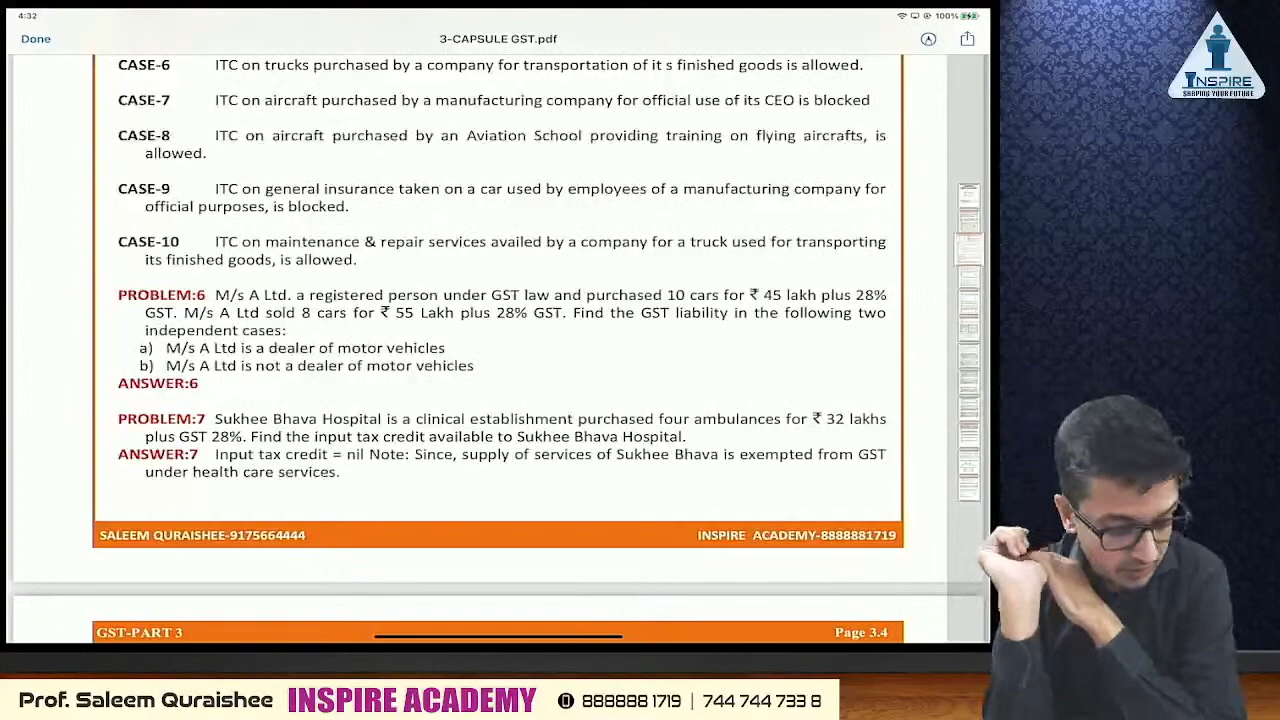 4:32
100%
Done
3-CAPSULE GST.pdf
INSPIRE
SHAPING YOUR FUTURE
CASE-6 ITC on trucks purchased by a company for transportation of it s finished goods is allowed.
CASE-7 ITC on aircraft purchased by a manufacturing company for official use of its CEO is blocked
CASE-8 ITC on aircraft purchased by an Aviation School providing training on flying aircrafts, is
allowed.
CASE-9 ITC on general insurance taken on a car used by employees of a manufacturing company for
official purposes, is blocked.
CASE-10 ITC on maintenance & repair services availed by a company for a truck used for transporting
its finished goods, is allowed.
PROBLEM:6 M/s A Ltd. a registered person under GST law and purchased 10 cars for ₹ 45 lakh plus 28%
GST. M/s A Ltd sold 8 cars for ₹ 55 Lakh plus 28% GST. Find the GST liability in the following two
independent cases:
a) M/s A Ltd is a dealer of motor vehicles
b) M/s A Ltd is not a dealer of motor vehicles
ANSWER:6
PROBLEM:7 Sukhee Bhava Hospital is a clinical establishment purchased four ambulances for ₹ 32 lakhs
plus GST 28%. Find the input tax credit available to Sukhee Bhava Hospital.
ANSWER:7 Input tax credit = nil Note: Since, supply of services of Sukhee Bhava is exempted from GST
under health care services.
SALEEM QURAISHEE-9175664444 INSPIRE ACADEMY-8888881719
GST-PART 3 Page 3.4
Prof. Saleem Quraishee INSPIRE ACADEMY 888888 1719 | 744 744 733 8